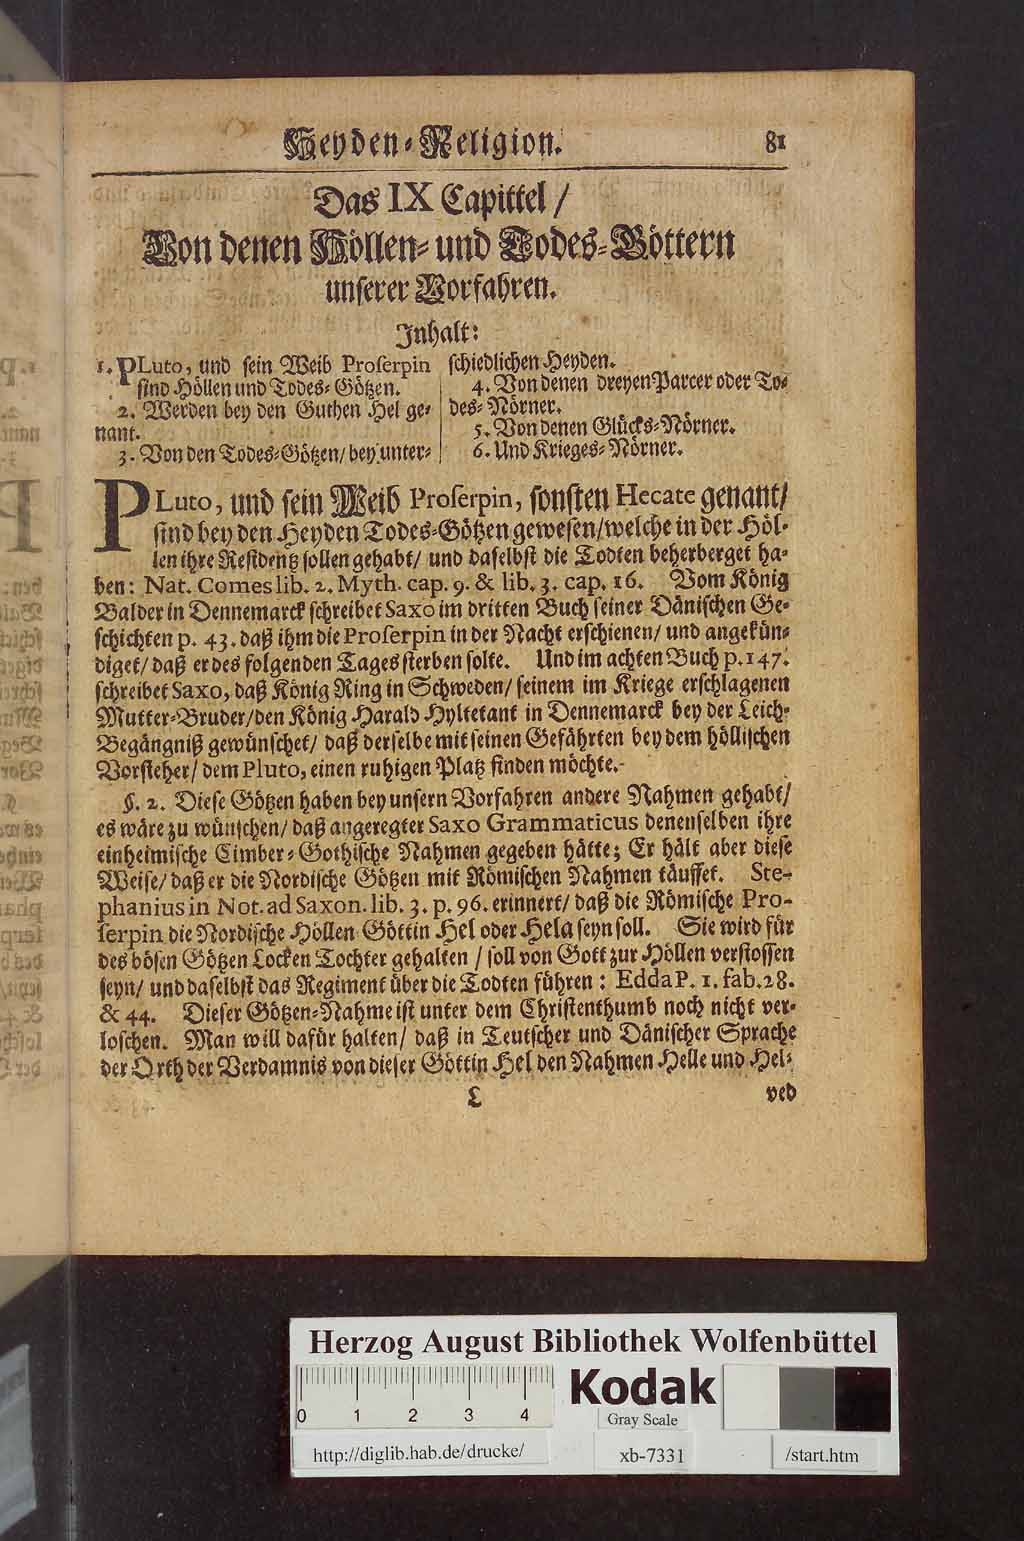 Heyden-Religion. 81
Das IX Capittel /
Von denen Höllen- und Todes-Göttern
unserer Vorfahren.
Inhalt:
1. PLuto, und sein Weib Proserpin
sind Höllen und Todes-Götzen.
2. Werden bey den Guthen Hel ge-
nant.
3. Von den Todes-Götzen / bey unter-
schiedlichen Heyden.
4. Von denen dreyen Parcer oder To-
des-Nörner.
5. Von denen Glücks-Nörner.
6. Und Krieges-Nörner.
PLuto, und sein Weib Proserpin, sonsten Hecate genant/
sind bey den Heyden Todes-Götzen gewesen/welche in der Höl-
len ihre Residentz sollen gehabt/ und daselbst die Todten beherberget ha-
ben: Nat. Comes lib. 2. Myth. cap. 9. & lib. 3. cap. 16. Vom König
Balder in Dennemarck schreibet Saxo im dritten Buch seiner Dänischen Ge-
schichten p. 43. daß ihm die Proserpin in der Nacht erschienen/ und angekün-
diget/ daß er des folgenden Tages sterben solte. Und im achten Buch p. 147.
schreibet Saxo, daß König Ring in Schweden/ seinem im Kriege erschlagenen
Mutter-Bruder/den König Harald Hyltetant in Dennemarck bey der Leich-
Begängniß gewünschet/ daß derselbe mit seinen Gefährten bey dem höllischen
Vorsteher/ dem Pluto, einen ruhigen Platz finden möchte.
§. 2. Diese Götzen haben bey unsern Vorfahren andere Nahmen gehabt/
es wäre zu wünschen/ daß angeregter Saxo Grammaticus denenselben ihre
einheimische Cimber-Gothische Nahmen gegeben hätte; Er hält aber diese
Weise/ daß er die Nordische Götzen mit Römischen Nahmen täuffet. Ste-
phanius in Not. ad Saxon. lib. 3. p. 96. erinnert/ daß die Römische Pro-
serpin die Nordische Höllen Göttin Hel oder Hela seyn soll. Sie wird für
des bösen Götzen Locken Tochter gehalten / soll von Gott zur Höllen verstossen
seyn/ und daselbst das Regiment über die Todten führen: Edda P. 1. fab. 28.
& 44. Dieser Götzen-Nahme ist unter dem Christenthumb noch nicht ver-
loschen. Man will dafür halten/ daß in Teutscher und Dänischer Sprache
der Orth der Verdamnis von dieser Göttin Hel den Nahmen Helle und Hel-
L ved
Herzog August Bibliothek Wolfenbüttel
0 1 2 3 4
Kodak
Gray Scale
http://diglib.hab.de/drucke/ xb-7331 /start.htm